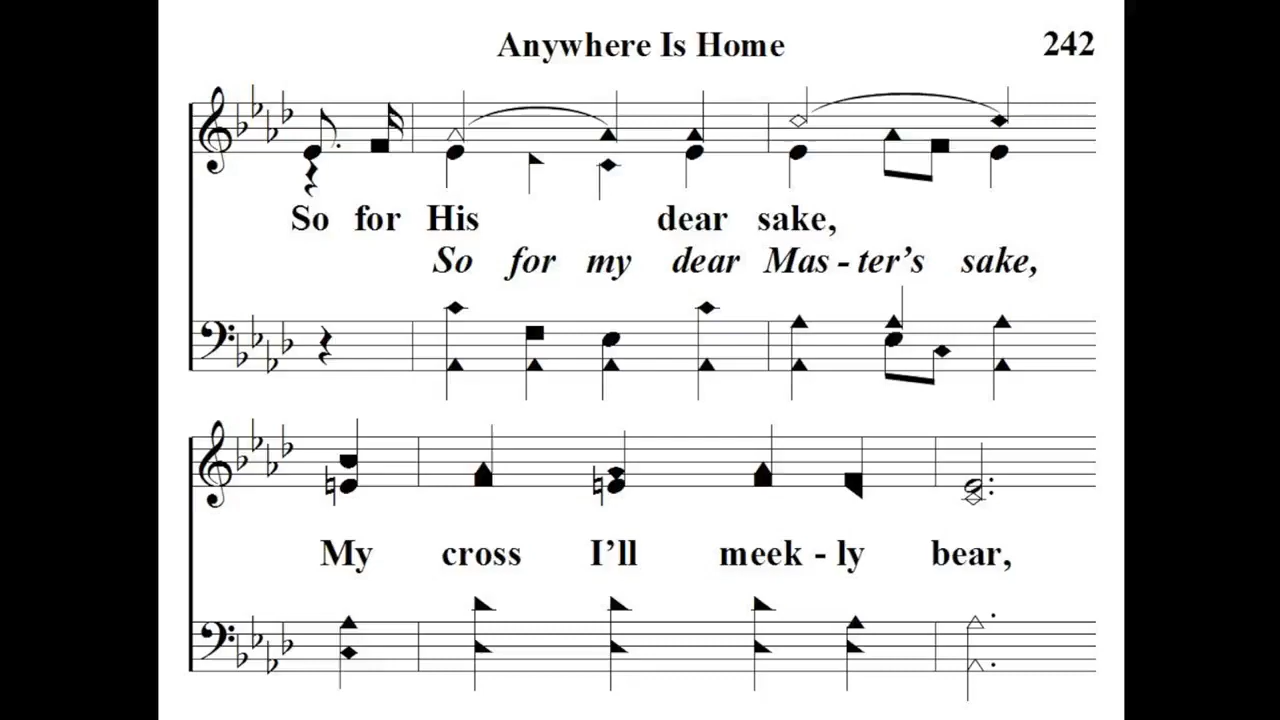 Anywhere Is Home 242
So for His dear sake,
So for my dear Mas - ter’s sake,
My cross I’ll meek - ly bear,